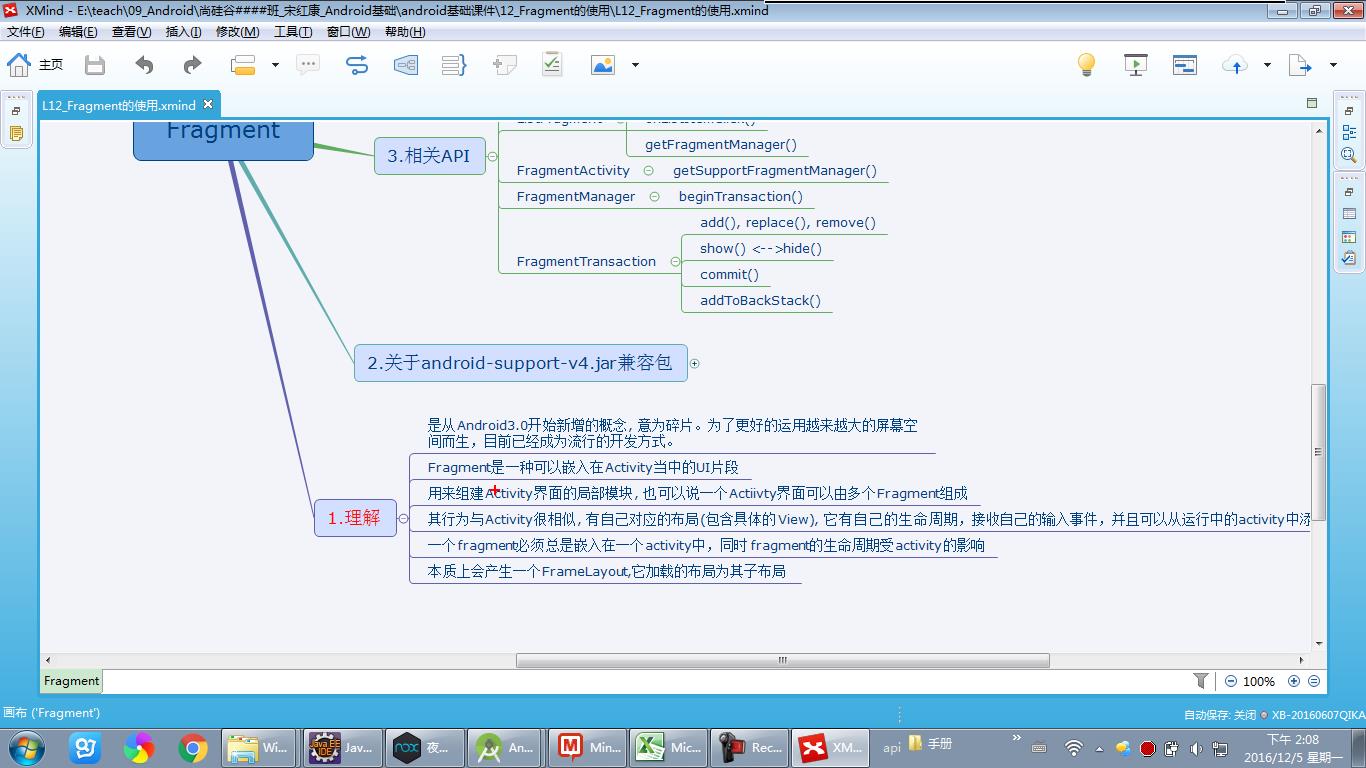 XMind - E:\teach\09_Android\尚硅谷####班_宋红康_Android基础\android基础课件\12_Fragment的使用\L12_Fragment的使用.xmind
文件(F) 编辑(E) 查看(V) 插入(I) 修改(M) 工具(T) 窗口(W) 帮助(H)
主页
L12_Fragment的使用.xmind
Fragment
3.相关API
getFragmentManager()
FragmentActivity getSupportFragmentManager()
FragmentManager beginTransaction()
add(), replace(), remove()
show() <-->hide()
FragmentTransaction
commit()
addToBackStack()
2.关于android-support-v4.jar兼容包
是从Android3.0开始新增的概念, 意为碎片。为了更好的运用越来越大的屏幕空
间而生，目前已经成为流行的开发方式。
Fragment是一种可以嵌入在Activity当中的UI片段
用来组建Activity界面的局部模块, 也可以说一个Actiivty界面可以由多个Fragment组成
1.理解
其行为与Activity很相似, 有自己对应的布局(包含具体的View), 它有自己的生命周期，接收自己的输入事件，并且可以从运行中的activity中添
一个fragment必须总是嵌入在一个activity中，同时fragment的生命周期受activity的影响
本质上会产生一个FrameLayout,它加载的布局为其子布局
Fragment
100%
画布 ('Fragment')
自动保存: 关闭 XB-20160607QIKA
Wi... Jav... 夜... An... Min... Mic... Rec... XM... api 手册
下午 2:08
2016/12/5 星期一